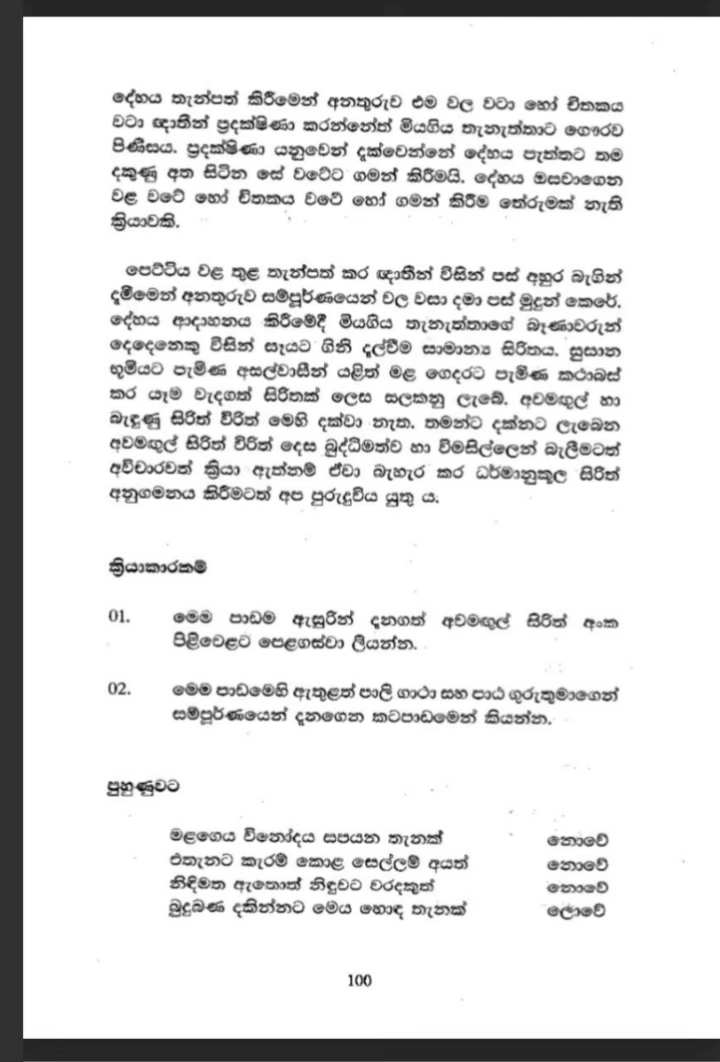 දේහය තැන්පත් කිරීමෙන් අනතුරුව එම වල වටා හෝ චිතකය
වටා ඥාතීන් ප්‍රදක්ෂිණා කරන්නේත් මියගිය තැනැත්තාට ගෞරව
පිණිසය. ප්‍රදක්ෂිණා යනුවෙන් දැක්වෙන්නේ දේහය පැත්තට තම
දකුණු අත සිටින සේ වටේට ගමන් කිරීමයි. දේහය ඔසවාගෙන
වළ වටේ හෝ චිතකය වටේ හෝ ගමන් කිරීම තේරුමක් නැති
ක්‍රියාවකි.
පෙට්ටිය වළ තුළ තැන්පත් කර ඥාතීන් විසින් පස් අහුර බැගින්
දැමීමෙන් අනතුරුව සම්පූර්ණයෙන් වල වසා දමා පස් මුදුන් කෙරේ.
දේහය ආදාහනය කිරීමේදී මියගිය තැනැත්තාගේ බෑණාවරුන්
දෙදෙනෙකු විසින් සෑයට ගිනි දැල්වීම සාමාන්‍ය සිරිතය. සුසාන
භූමියට පැමිණි අසල්වාසීන් යළිත් මළ ගෙදරට පැමිණ කථාබස්
කර යෑම වැදගත් සිරිතක් ලෙස සලකනු ලැබේ. අවමඟුල් හා
බැඳුණු සිරිත් විරිත් මෙහි දක්වා නැත. තමන්ට දක්නට ලැබෙන
අවමඟුල් සිරිත් විරිත් දෙස බුද්ධිමත්ව හා විමසිල්ලෙන් බැලීමටත්
අවිචාරවත් ක්‍රියා ඇත්නම් ඒවා බැහැර කර ධර්මානුකූල සිරිත්
අනුගමනය කිරීමටත් අප පුරුදුවිය යුතු ය.
ක්‍රියාකාරකම්
01. මෙම පාඩම ඇසුරින් දැනගත් අවමඟුල් සිරිත් අංක
පිළිවෙළට පෙළගස්වා ලියන්න.
02. මෙම පාඩමෙහි ඇතුළත් පාලි ගාථා සහ පාඨ ගුරුතුමාගෙන්
සම්පූර්ණයෙන් දැනගෙන කටපාඩමෙන් කියන්න.
පුහුණුවට
මළගෙය විනෝදය සපයන තැනක් නොවේ
එතැනට කැරම් කොළ සෙල්ලම් අයත් නොවේ
නිදිමත ඇතොත් නිඳුවට වරදකුත් නොවේ
බුදුබණ දකින්නට මෙය හොඳ තැනක් ලොවේ
100